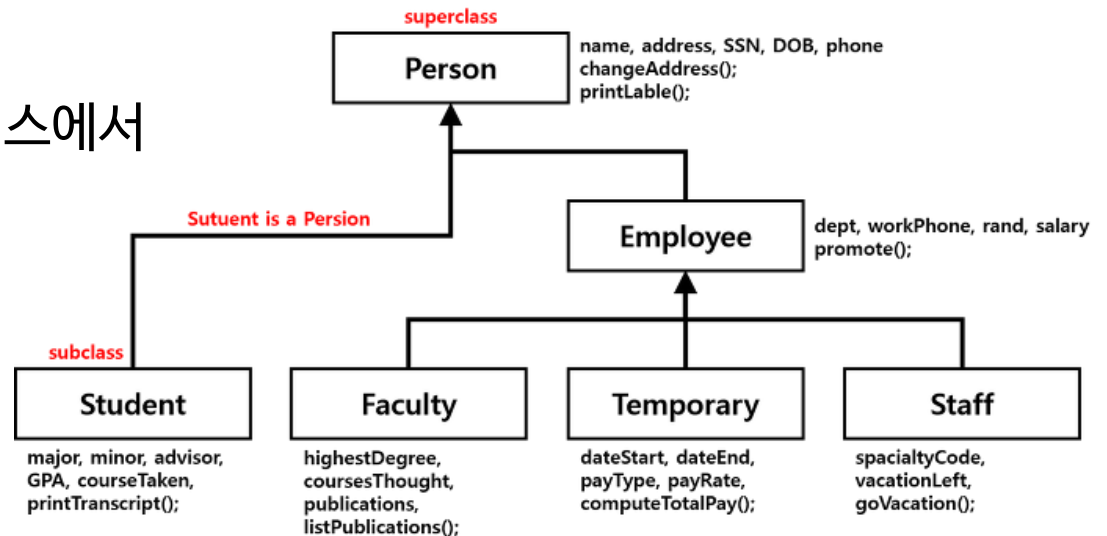 superclass
Person
name, address, SSN, DOB, phone
changeAddress();
printLable();
스에서
Sutuent is a Persion
Employee
dept, workPhone, rand, salary
promote();
subclass
Student
Faculty
Temporary
Staff
major, minor, advisor,
GPA, courseTaken,
printTranscript();
highestDegree,
coursesThought,
publications,
listPublications();
dateStart, dateEnd,
payType, payRate,
computeTotalPay();
spacialtyCode,
vacationLeft,
goVacation();